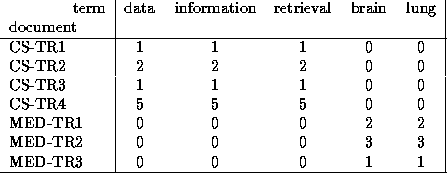 term data information retrieval brain lung
document
CS-TR1 1 1 1 0 0
CS-TR2 2 2 2 0 0
CS-TR3 1 1 1 0 0
CS-TR4 5 5 5 0 0
MED-TR1 0 0 0 2 2
MED-TR2 0 0 0 3 3
MED-TR3 0 0 0 1 1